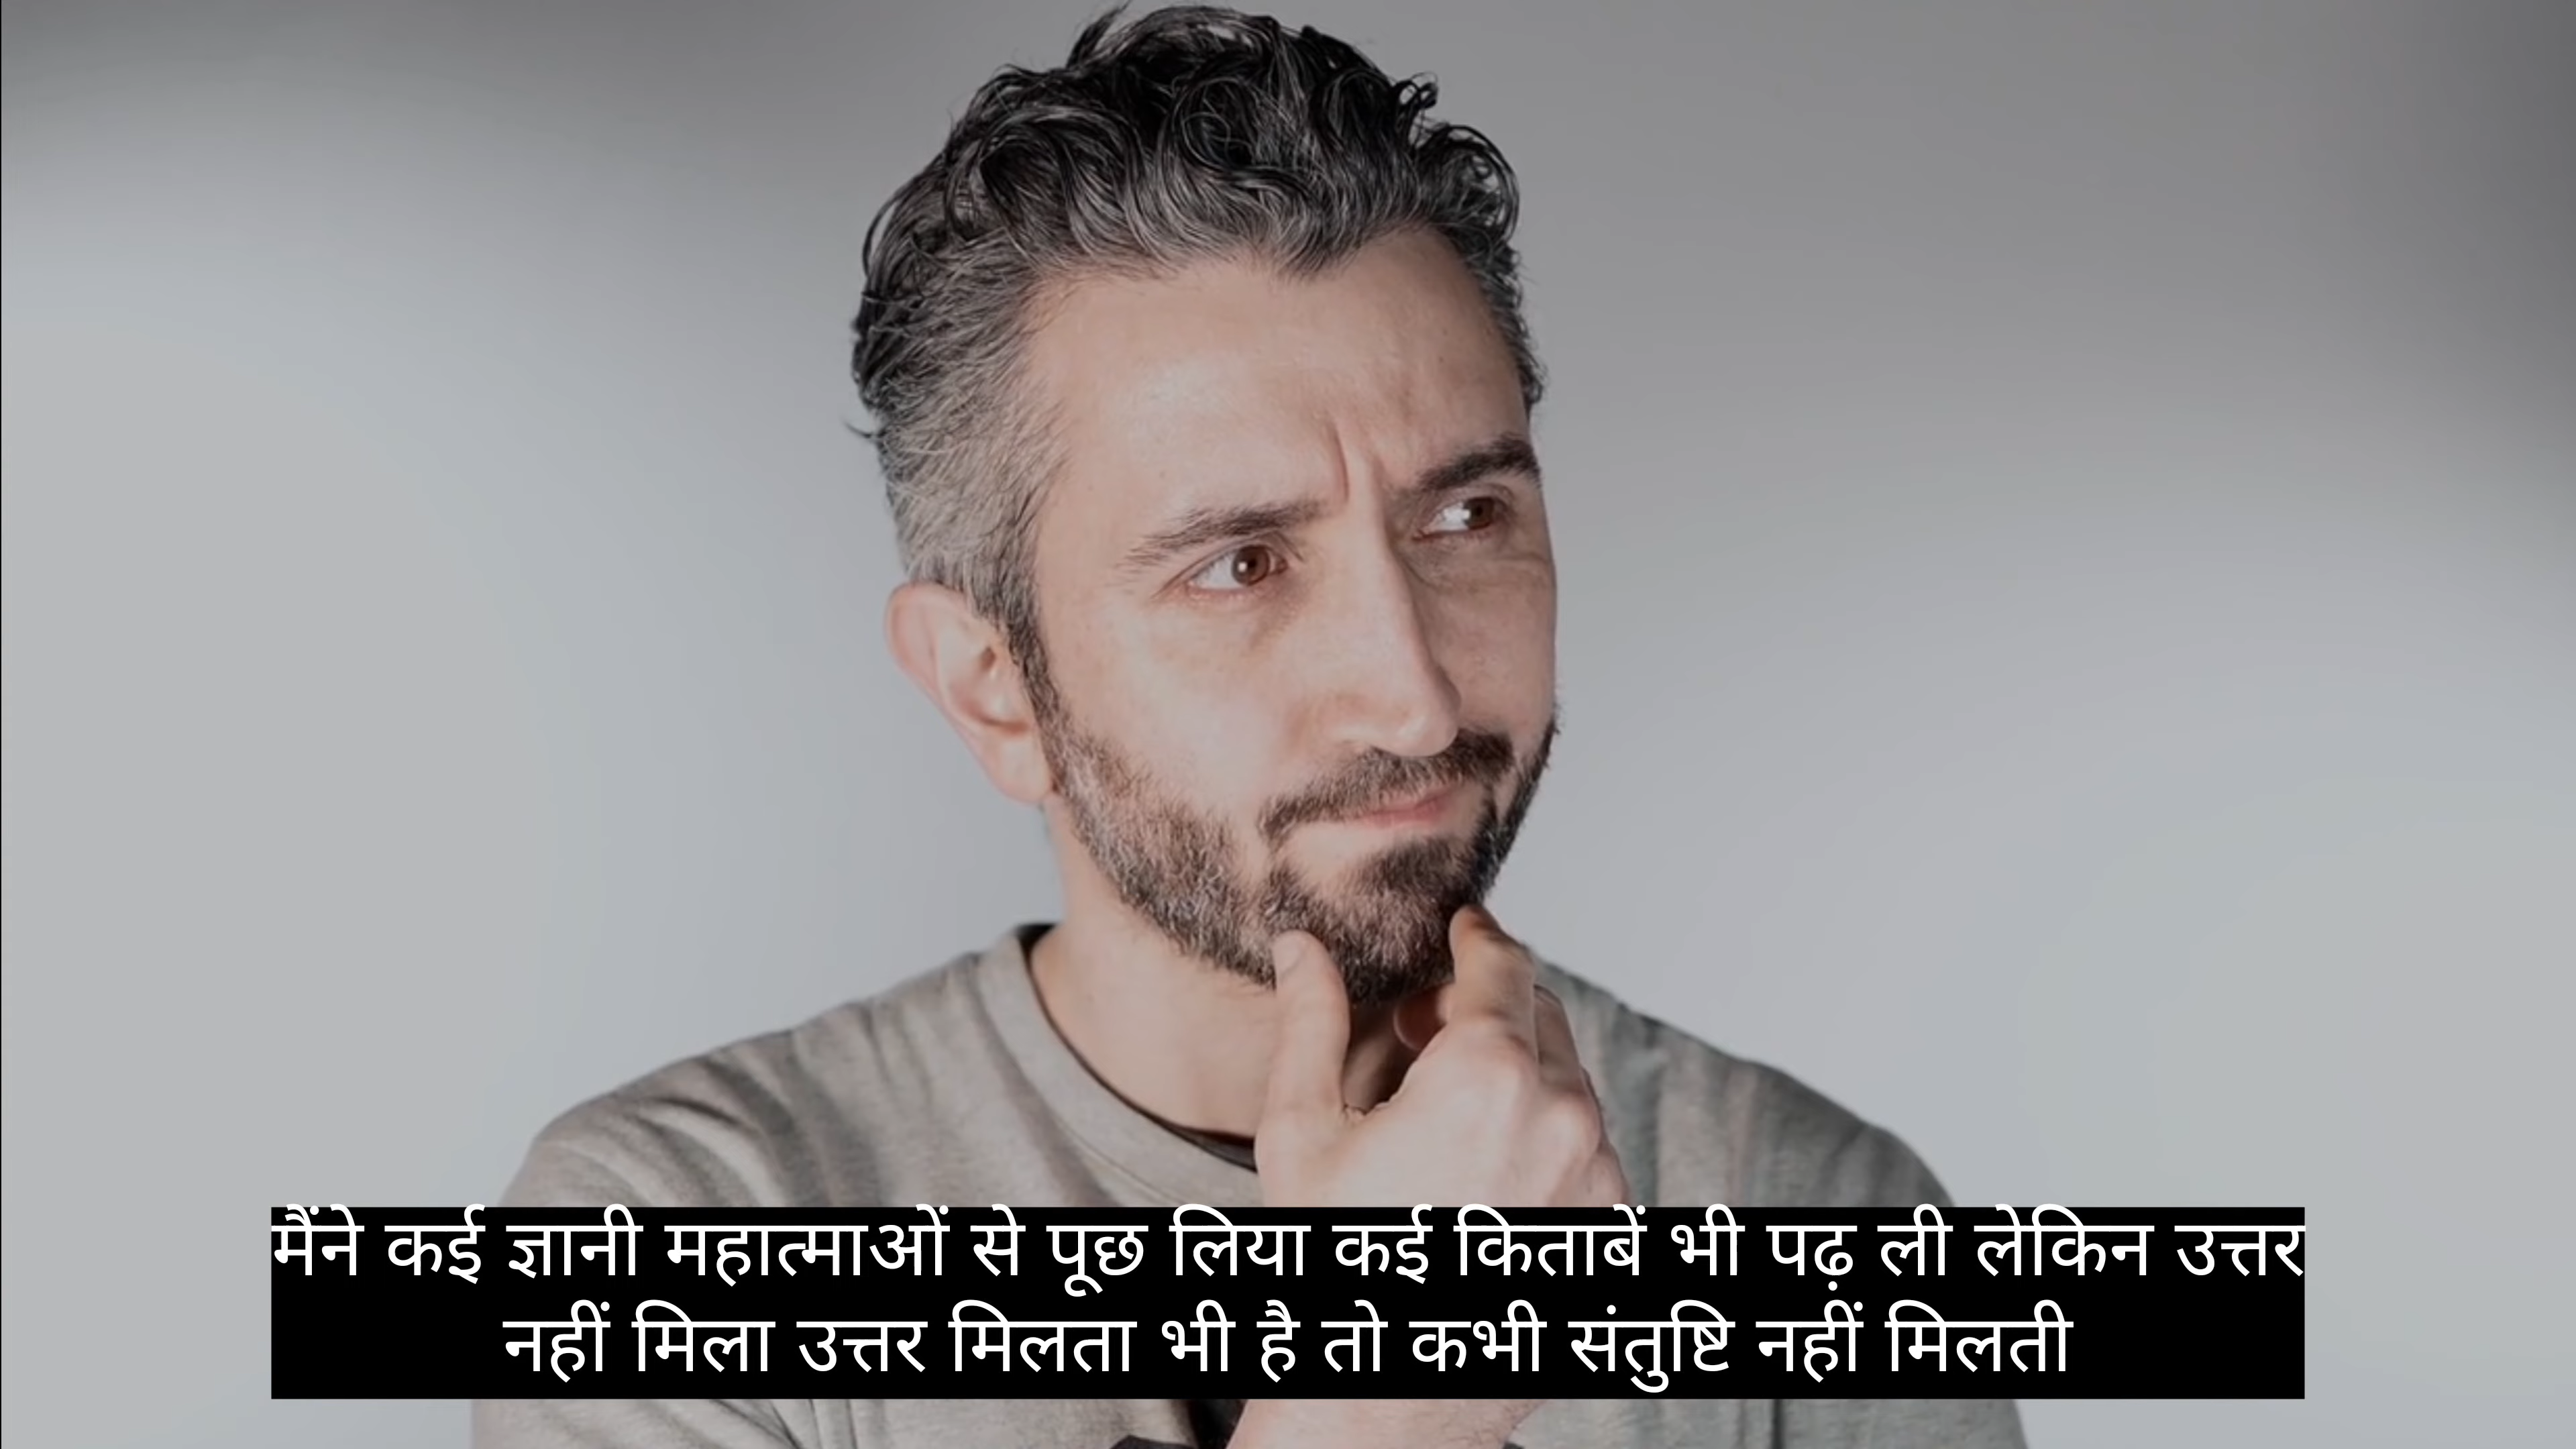 मैंने कई ज्ञानी महात्माओं से पूछ लिया कई किताबें भी पढ़ ली लेकिन उत्तर
नहीं मिला उत्तर मिलता भी है तो कभी संतुष्टि नहीं मिलती